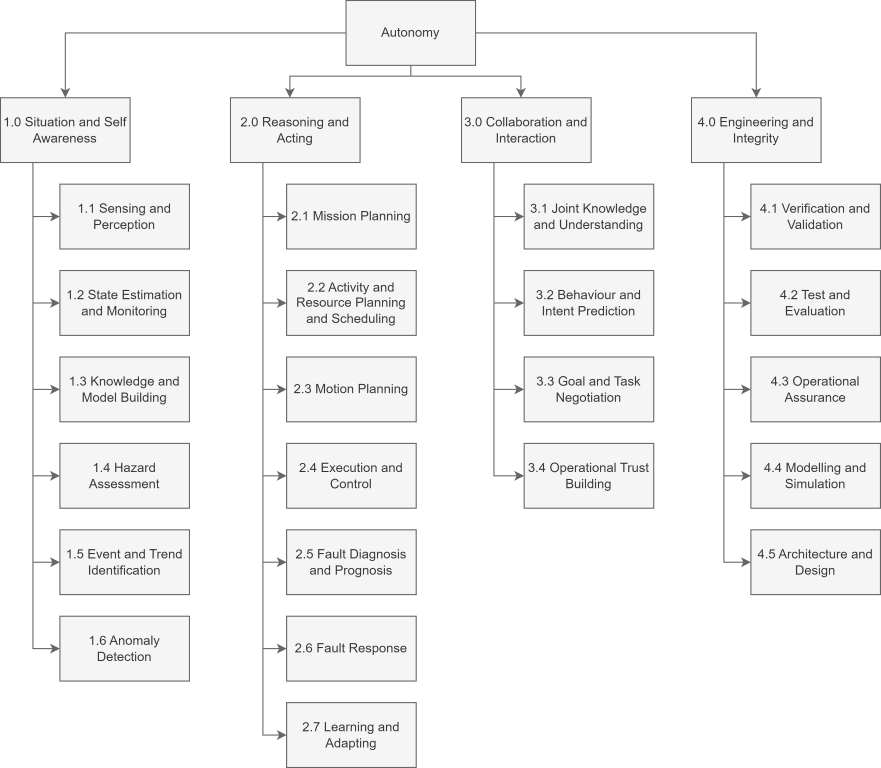 Autonomy
1.0 Situation and Self
Awareness
1.1 Sensing and
Perception
1.2 State Estimation
and Monitoring
1.3 Knowledge and
Model Building
1.4 Hazard
Assessment
1.5 Event and Trend
Identification
1.6 Anomaly
Detection
2.0 Reasoning and
Acting
2.1 Mission Planning
2.2 Activity and
Resource Planning
and Scheduling
2.3 Motion Planning
2.4 Execution and
Control
2.5 Fault Diagnosis
and Prognosis
2.6 Fault Response
2.7 Learning and
Adapting
3.0 Collaboration and
Interaction
3.1 Joint Knowledge
and Understanding
3.2 Behaviour and
Intent Prediction
3.3 Goal and Task
Negotiation
3.4 Operational Trust
Building
4.0 Engineering and
Integrity
4.1 Verification and
Validation
4.2 Test and
Evaluation
4.3 Operational
Assurance
4.4 Modelling and
Simulation
4.5 Architecture and
Design